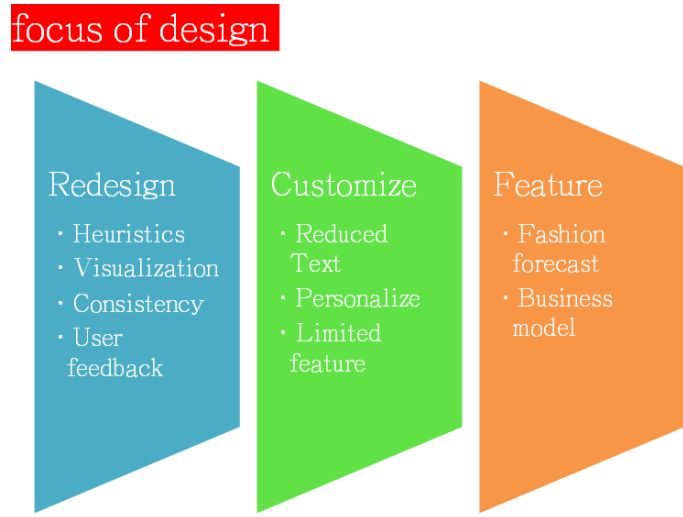 focus of design
Redesign
・Heuristics
・Visualization
・Consistency
・User
feedback
Customize
・Reduced
Text
・Personalize
・Limited
feature
Feature
・Fashion
forecast
・Business
model